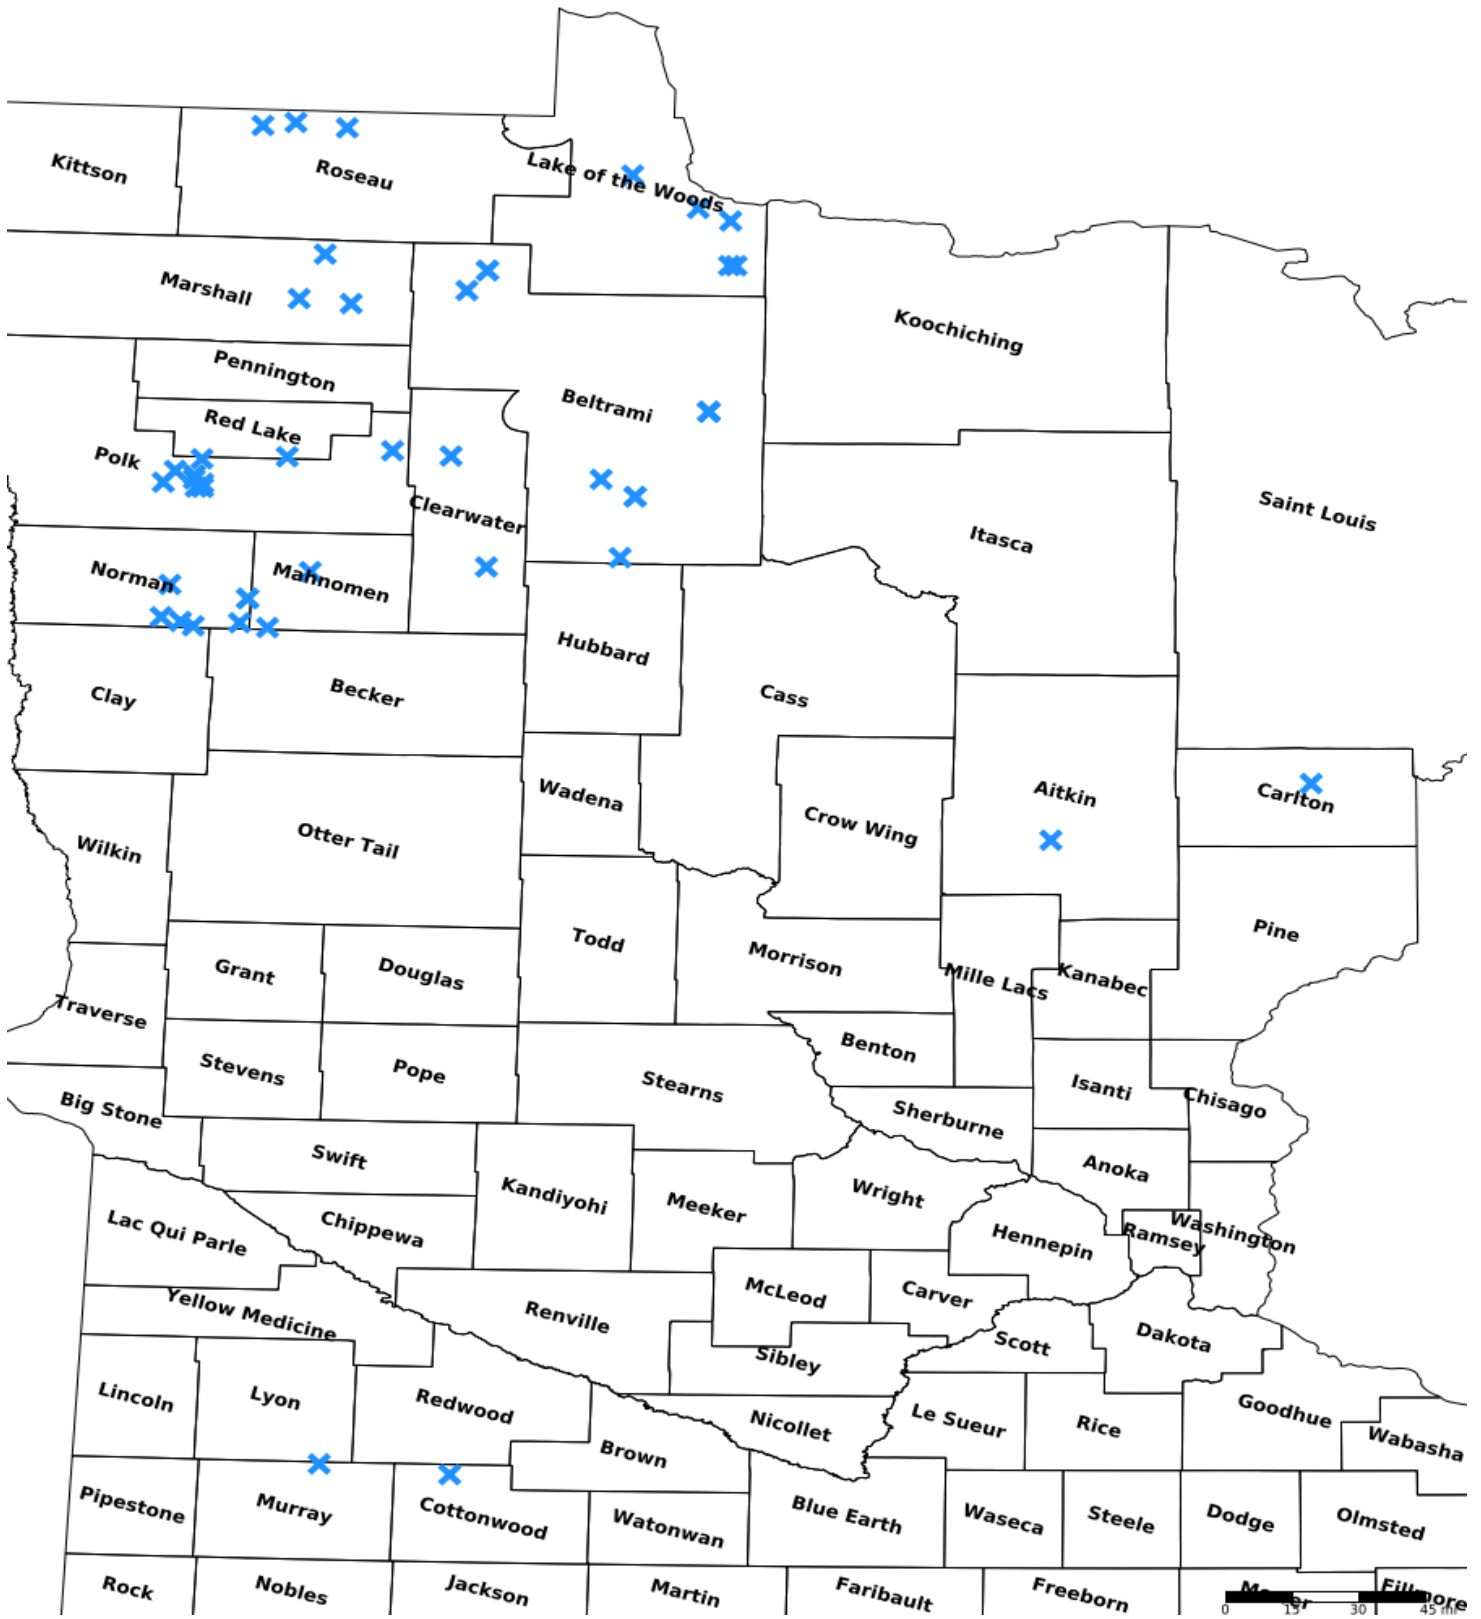 Kittson
Roseau
Lake of the Woods
Marshall
Koochiching
Pennington
Beltrami
Red Lake
Polk
Clearwater
Saint Louis
Itasca
Norman
Mahnomen
Hubbard
Clay
Becker
Cass
Wadena
Aitkin
Carlton
Crow Wing
Otter Tail
Wilkin
Todd
Morrison
Pine
Grant
Douglas
Mille Lacs
Kanabec
Traverse
Benton
Stevens
Pope
Stearns
Isanti
Chisago
Big Stone
Sherburne
Swift
Anoka
Kandiyohi
Meeker
Wright
Lac Qui Parle
Chippewa
Hennepin
Ramsey
Washington
McLeod
Carver
Yellow Medicine
Renville
Scott
Dakota
Sibley
Lincoln
Lyon
Redwood
Nicollet
Le Sueur
Rice
Goodhue
Wabasha
Brown
Pipestone
Murray
Cottonwood
Watonwan
Blue Earth
Waseca
Steele
Dodge
Olmsted
Rock
Nobles
Jackson
Martin
Faribault
Freeborn
Mower
Fillmore
0 15 30 45 mi